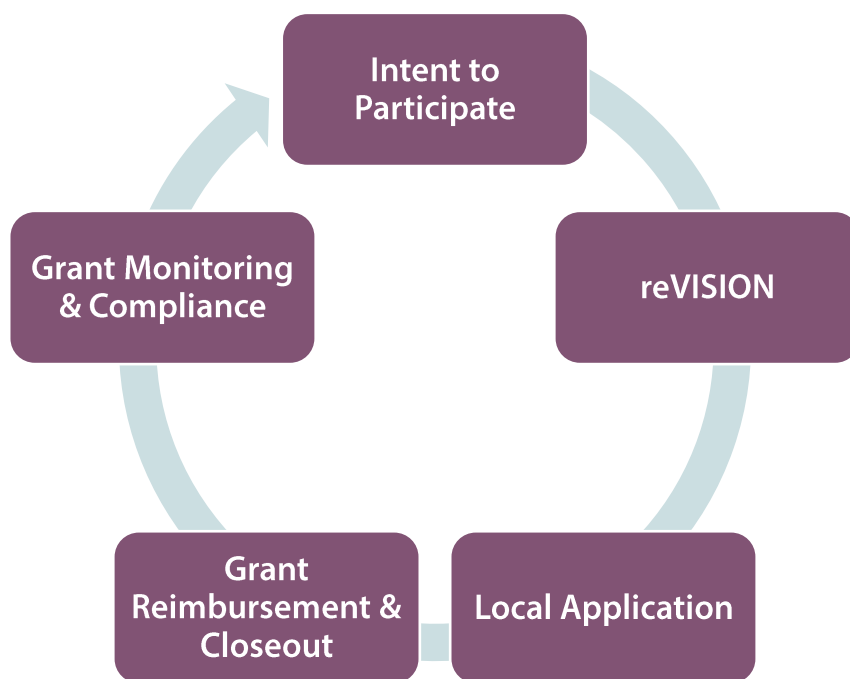 Intent to
Participate
reVISION
Local Application
Grant
Reimbursement &
Closeout
Grant Monitoring
& Compliance